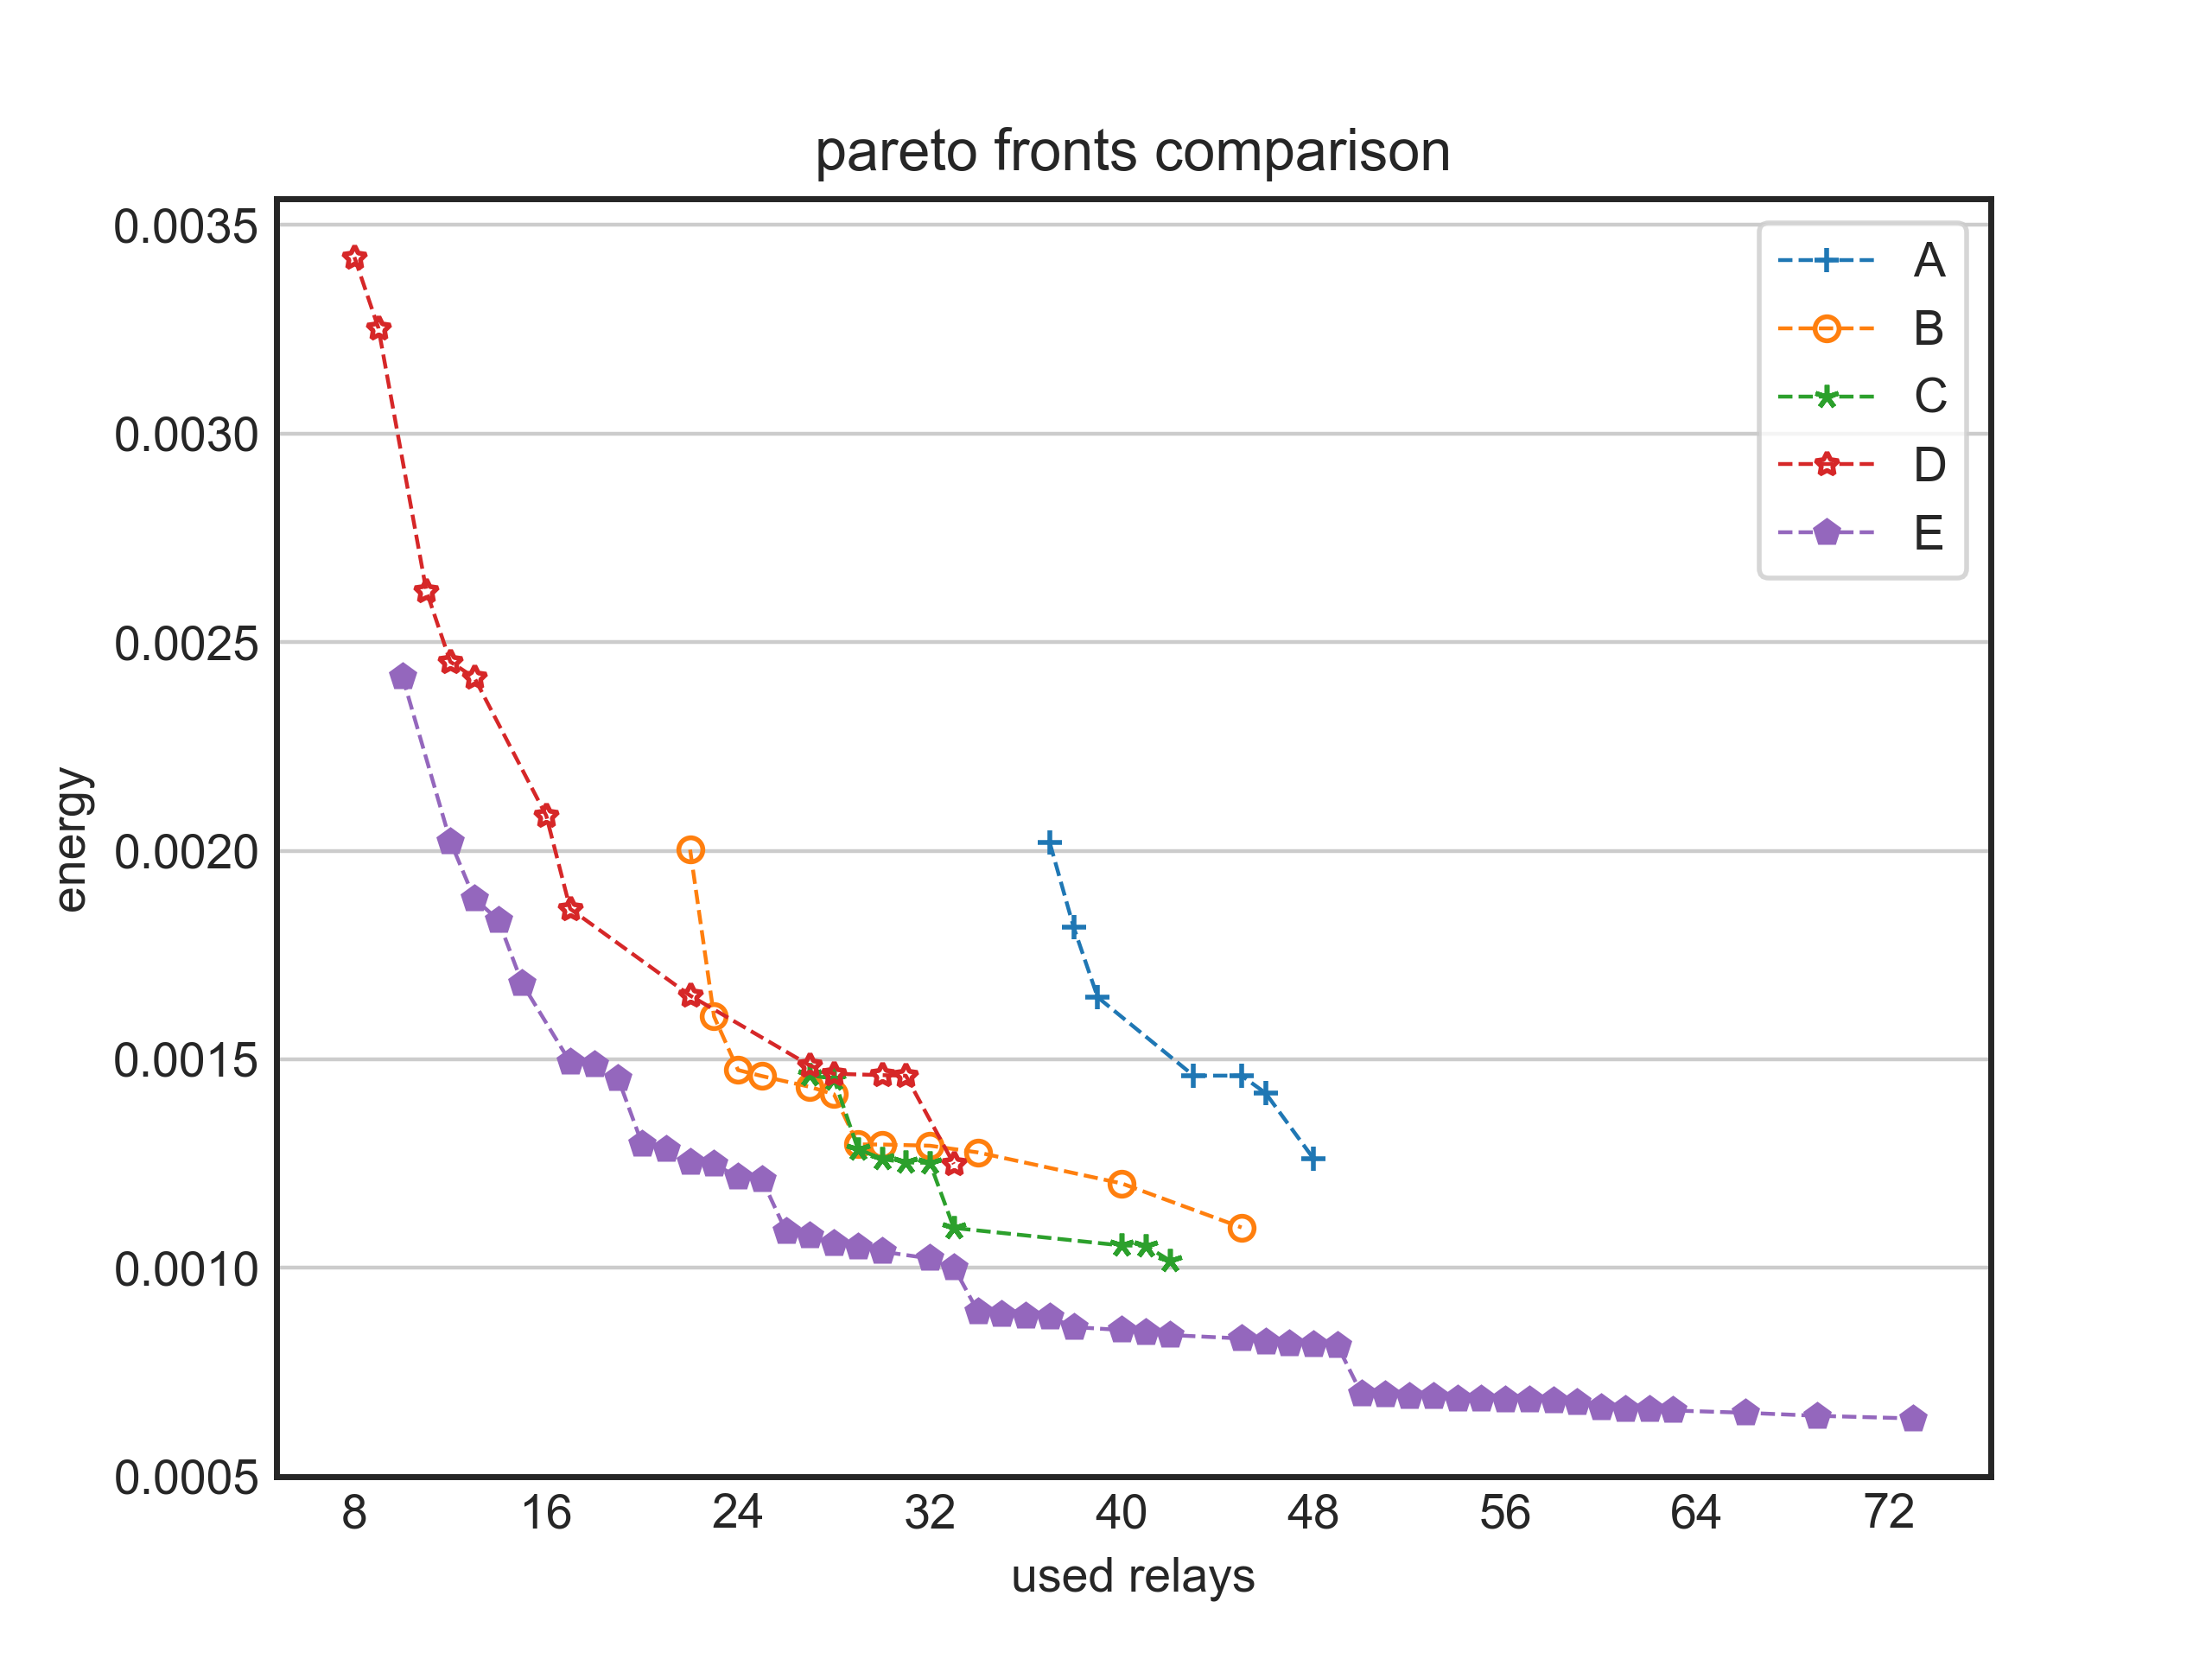 pareto fronts comparison
0.0035
0.0030
0.0025
0.0020
0.0015
0.0010
0.0005
energy
A
B
C
D
E
8 16 24 32 40 48 56 64 72
used relays